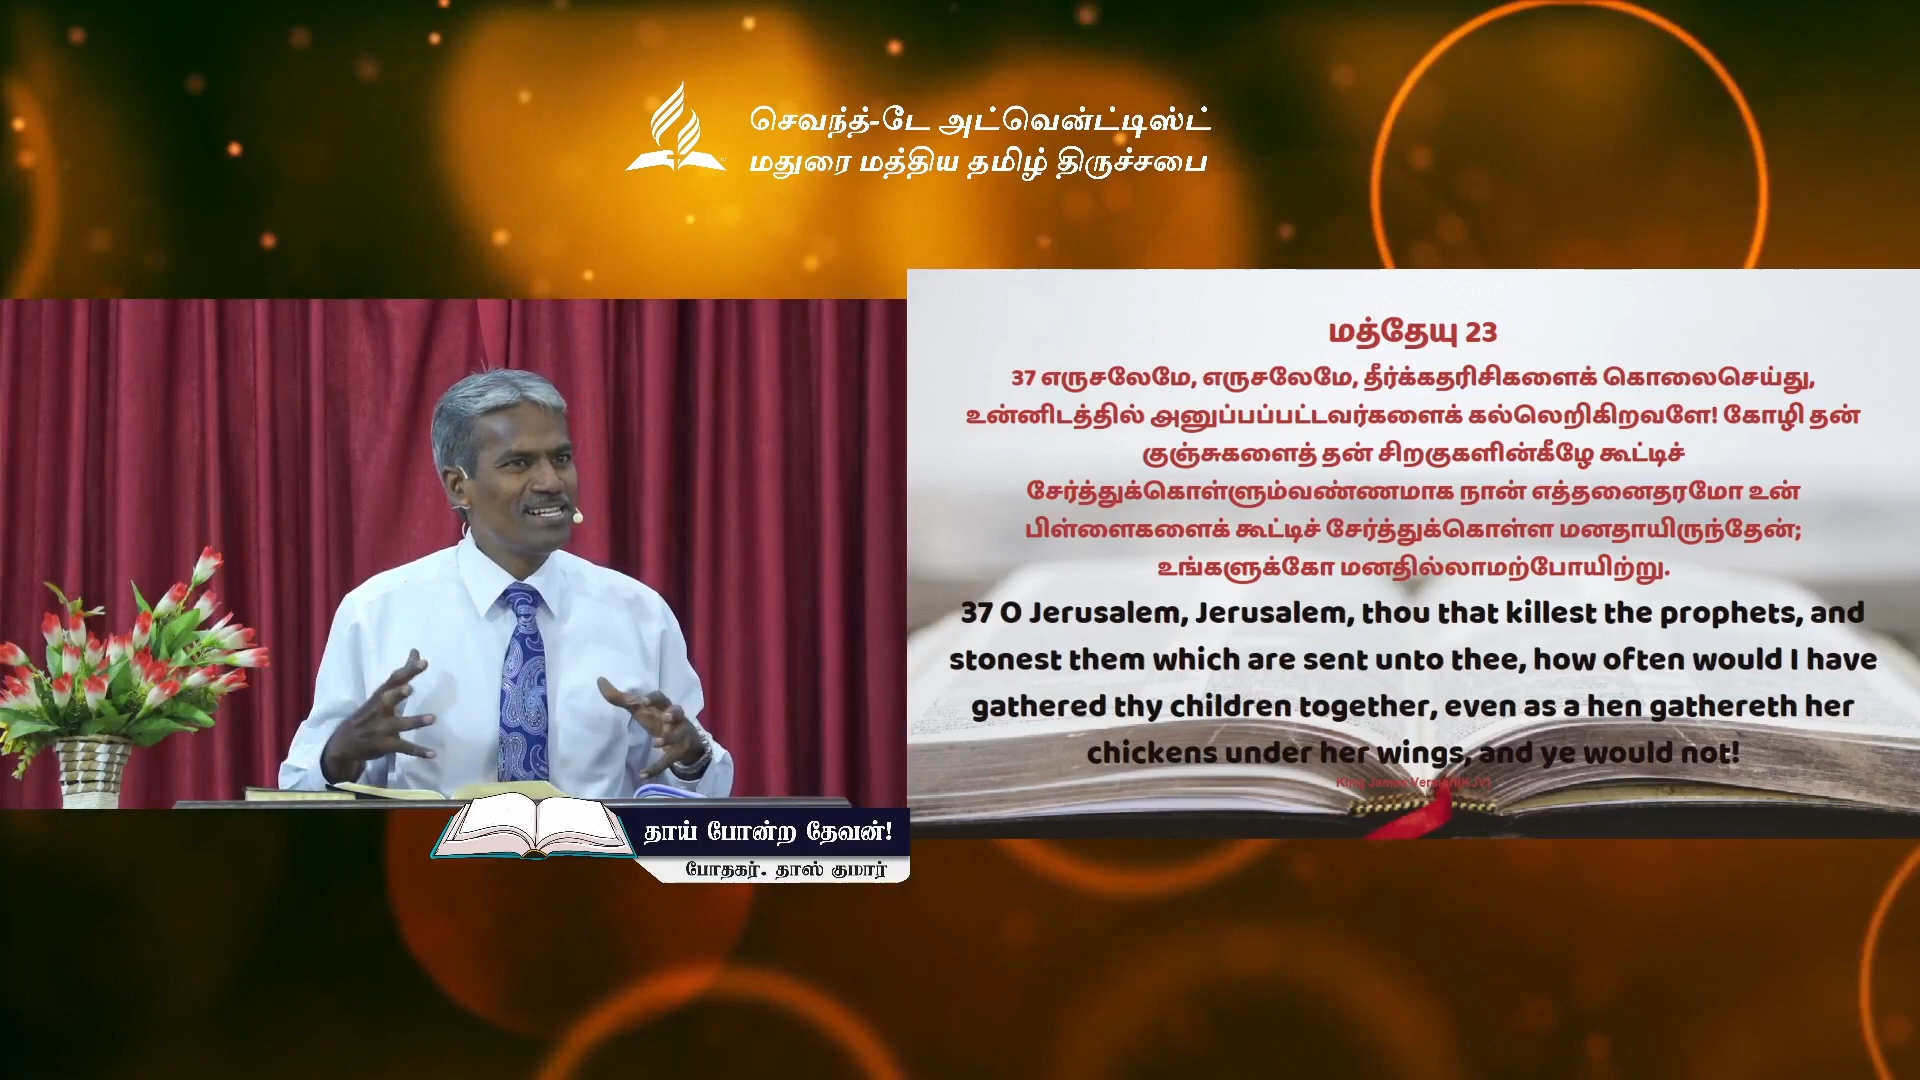 செவந்த்-டே அட்வென்ட்டிஸ்ட்
மதுரை மத்திய தமிழ் திருச்சபை
மத்தேயு 23
37 எருசலேமே, எருசலேமே, தீர்க்கதரிசிகளைக் கொலைசெய்து,
உன்னிடத்தில் அனுப்பப்பட்டவர்களைக் கல்லெறிகிறவளே! கோழி தன்
குஞ்சுகளைத் தன் சிறகுகளின்கீழே கூட்டிச்
சேர்த்துக்கொள்ளும்வண்ணமாக நான் எத்தனைதரமோ உன்
பிள்ளைகளைக் கூட்டிச் சேர்த்துக்கொள்ள மனதாயிருந்தேன்;
உங்களுக்கோ மனதில்லாமற்போயிற்று.
37 O Jerusalem, Jerusalem, thou that killest the prophets, and
stonest them which are sent unto thee, how often would I have
gathered thy children together, even as a hen gathereth her
chickens under her wings, and ye would not!
King James Version(KJV)
தாய் போன்ற தேவன்!
போதகர். தாஸ் குமார்